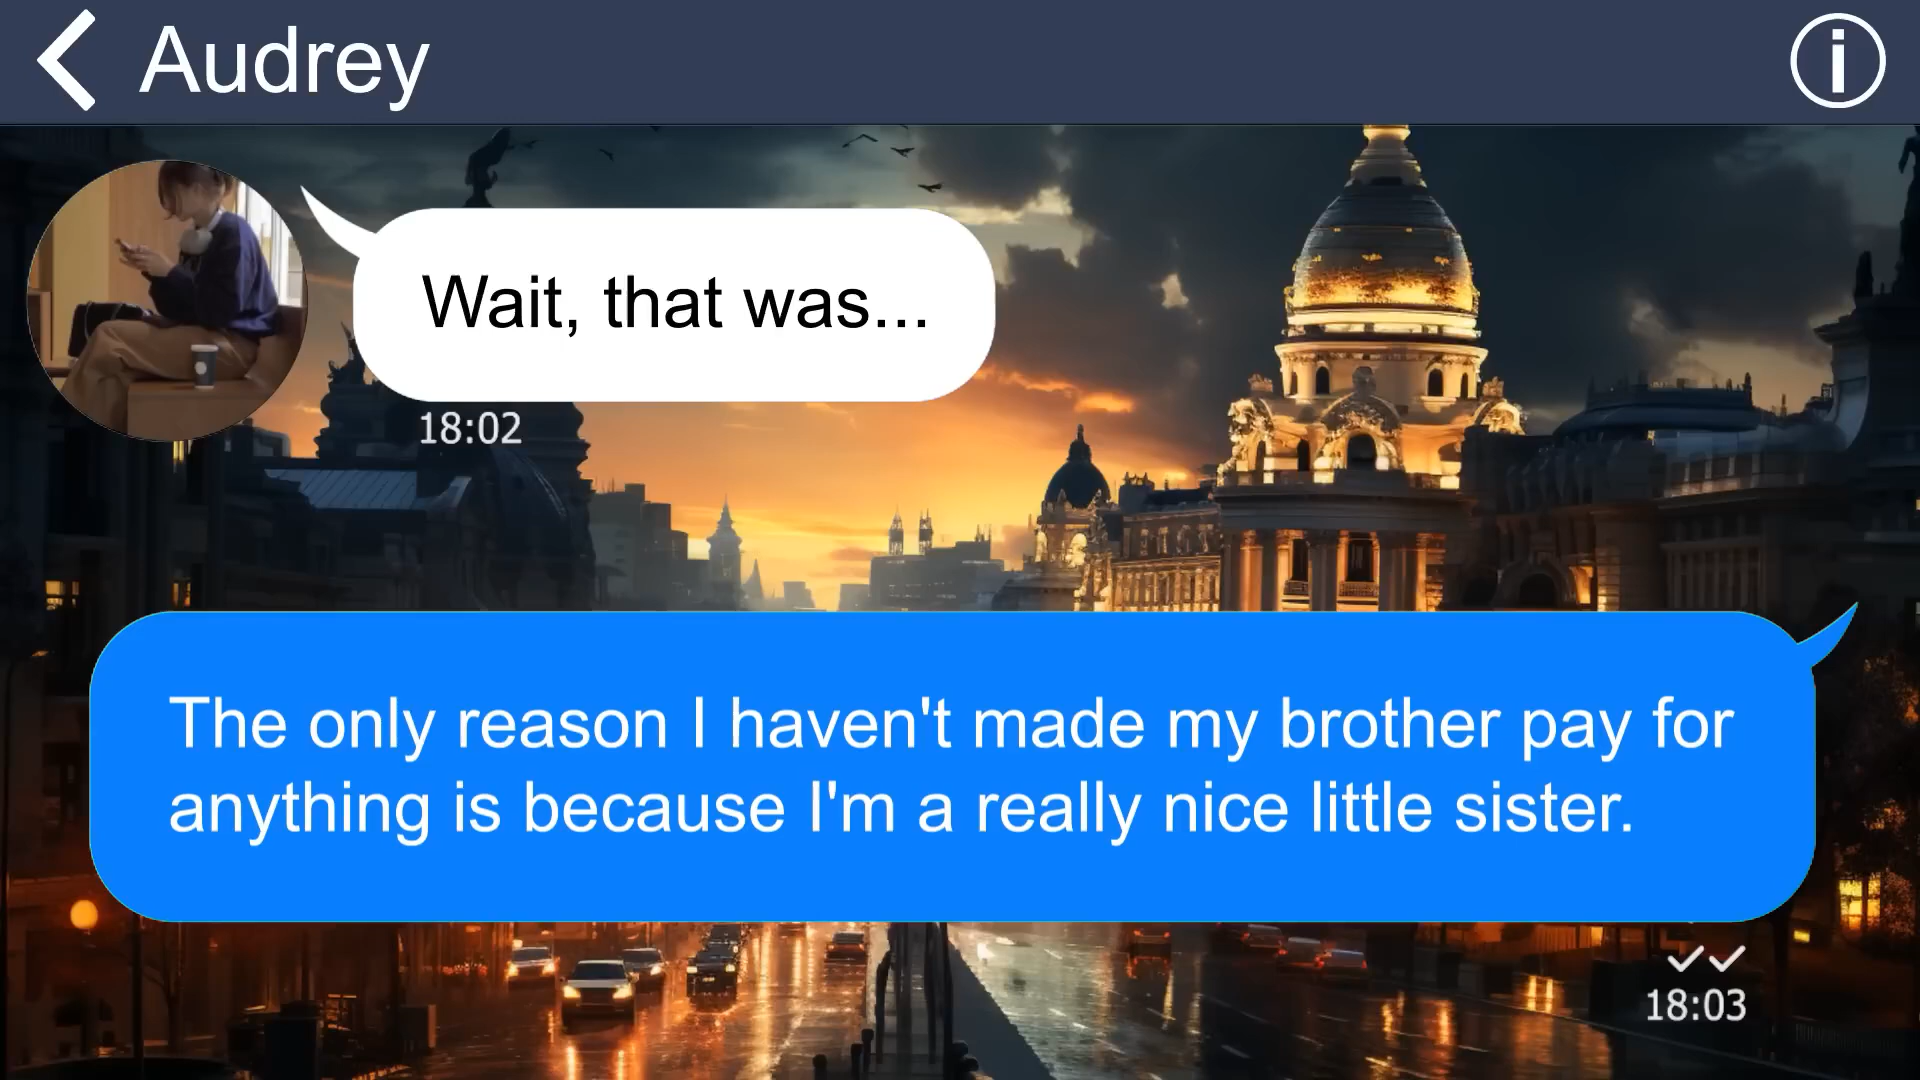 Audrey
Wait, that was...
18:02
The only reason I haven't made my brother pay for
anything is because I'm a really nice little sister.
18:03